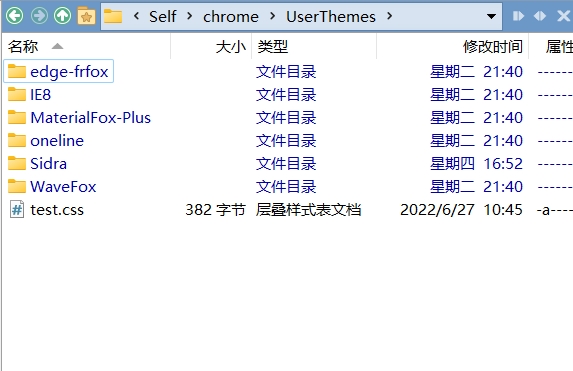 Self chrome UserThemes
名称 大小 类型 修改时间 属性
edge-frfox 文件目录 星期二 21:40 ------
IE8 文件目录 星期二 21:40 ------
MaterialFox-Plus 文件目录 星期二 21:40 ------
oneline 文件目录 星期二 21:40 ------
Sidra 文件目录 星期四 16:52 ------
WaveFox 文件目录 星期二 21:40 ------
test.css 382 字节 层叠样式表文档 2022/6/27 10:45 -a----